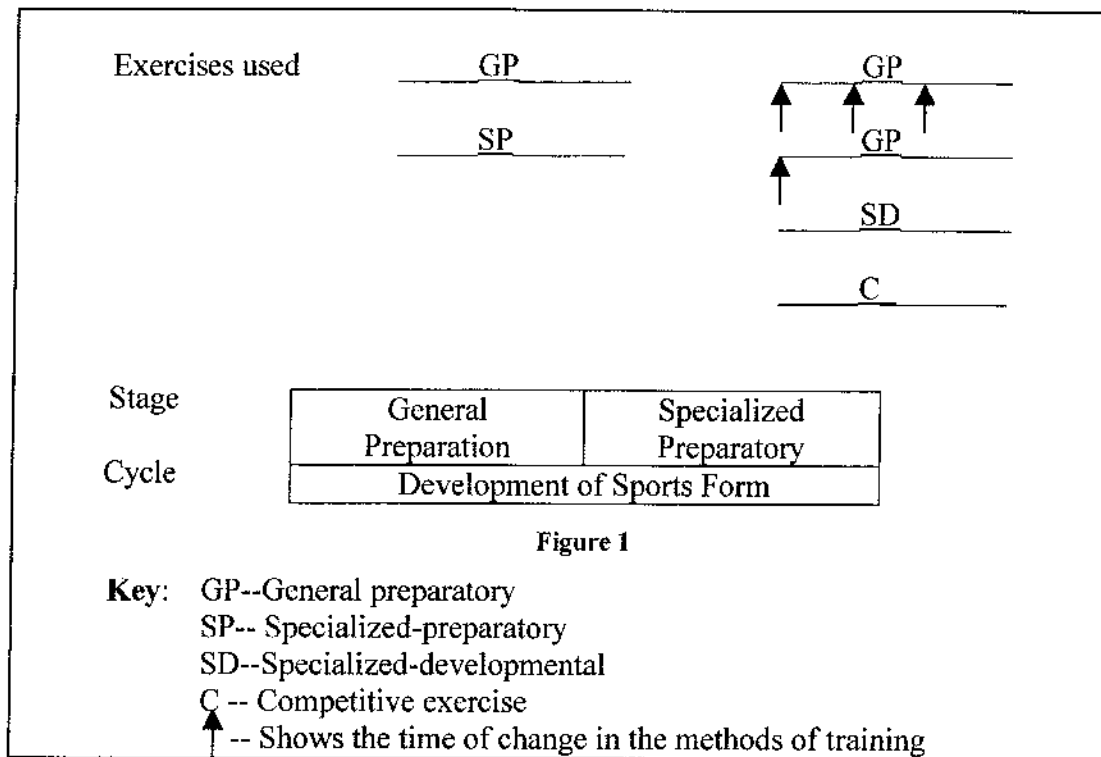 Exercises used GP GP
SP GP
SD
C
Stage General Specialized
Preparation Preparatory
Cycle Development of Sports Form
Figure 1
Key: GP--General preparatory
SP-- Specialized-preparatory
SD--Specialized-developmental
C -- Competitive exercise
-- Shows the time of change in the methods of training